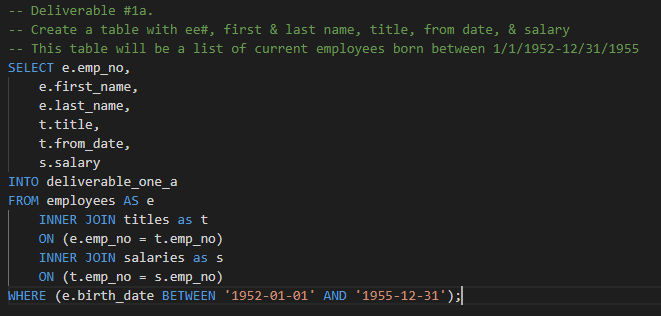 -- Deliverable #1a.
-- Create a table with ee#, first & last name, title, from date, & salary
-- This table will be a list of current employees born between 1/1/1952-12/31/1955
SELECT e.emp_no,
    e.first_name,
    e.last_name,
    t.title,
    t.from_date,
    s.salary
INTO deliverable_one_a
FROM employees AS e
    INNER JOIN titles as t
    ON (e.emp_no = t.emp_no)
    INNER JOIN salaries as s
    ON (t.emp_no = s.emp_no)
WHERE (e.birth_date BETWEEN '1952-01-01' AND '1955-12-31');